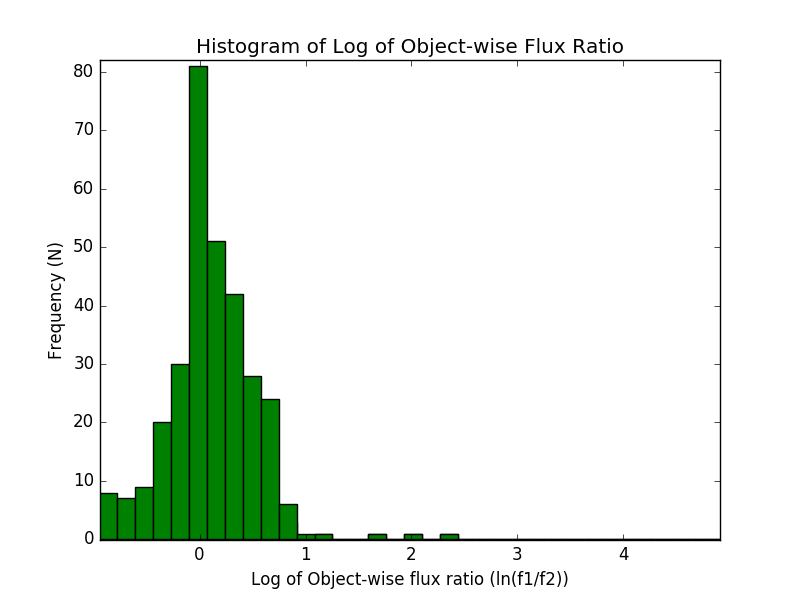 Histogram of Log of Object-wise Flux Ratio
80
70
60
50
40
30
20
10
0
Frequency (N)
0 1 2 3 4
Log of Object-wise flux ratio (ln(f1/f2))